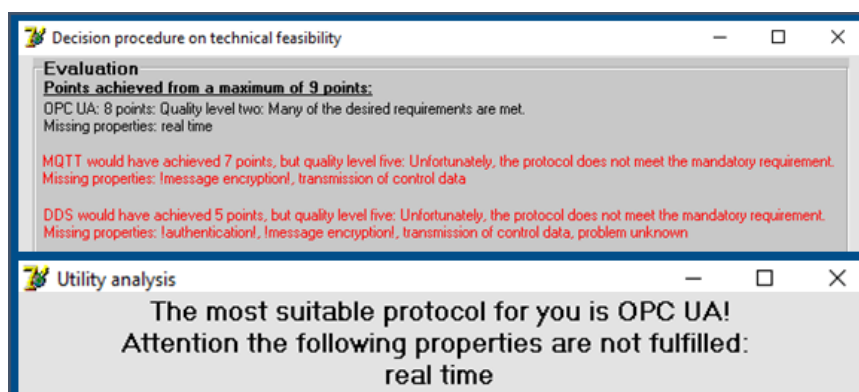 Decision procedure on technical feasibility
Evaluation
Points achieved from a maximum of 9 points:
OPC UA: 8 points: Quality level two: Many of the desired requirements are met.
Missing properties: real time
MQTT would have achieved 7 points, but quality level five: Unfortunately, the protocol does not meet the mandatory requirement.
Missing properties: !message encryption!, transmission of control data
DDS would have achieved 5 points, but quality level five: Unfortunately, the protocol does not meet the mandatory requirement.
Missing properties: !authentication!, !message encryption!, transmission of control data, problem unknown
Utility analysis
The most suitable protocol for you is OPC UA!
Attention the following properties are not fulfilled:
real time